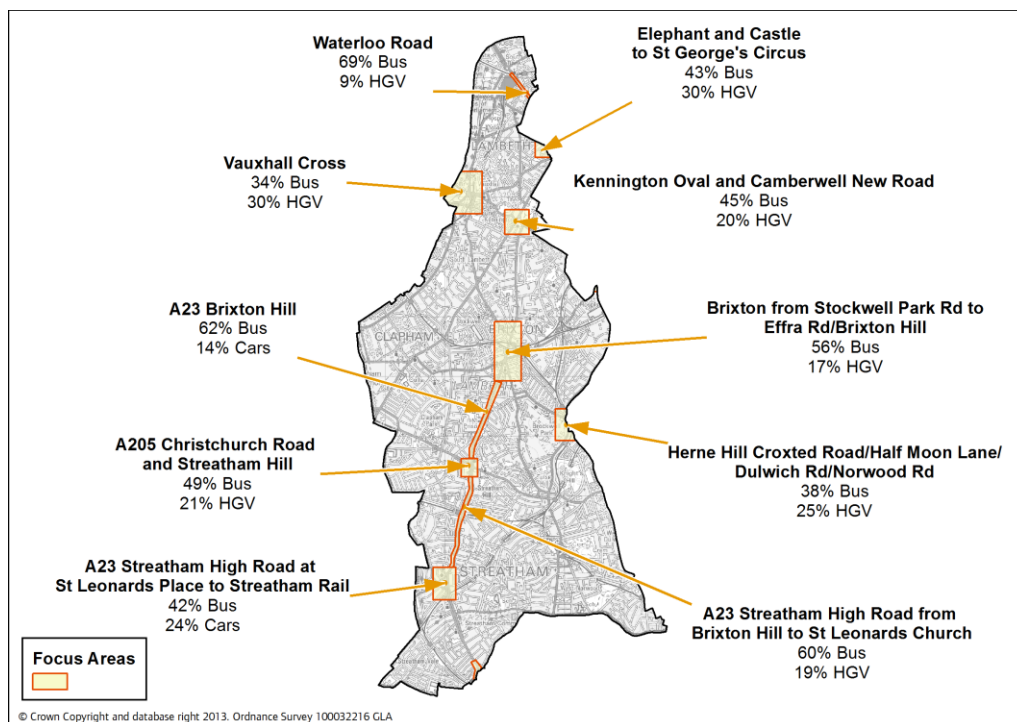 Waterloo Road
69% Bus
9% HGV
Elephant and Castle
to St George's Circus
43% Bus
30% HGV
Vauxhall Cross
34% Bus
30% HGV
Kennington Oval and Camberwell New Road
45% Bus
20% HGV
A23 Brixton Hill
62% Bus
14% Cars
Brixton from Stockwell Park Rd to
Effra Rd/Brixton Hill
56% Bus
17% HGV
A205 Christchurch Road
and Streatham Hill
49% Bus
21% HGV
Herne Hill Croxted Road/Half Moon Lane/
Dulwich Rd/Norwood Rd
38% Bus
25% HGV
A23 Streatham High Road at
St Leonards Place to Streatham Rail
42% Bus
24% Cars
A23 Streatham High Road from
Brixton Hill to St Leonards Church
60% Bus
19% HGV
LAMBETH
CLAPHAM
BRIXTON
STREATHAM
Focus Areas
© Crown Copyright and database right 2013. Ordnance Survey 100032216 GLA